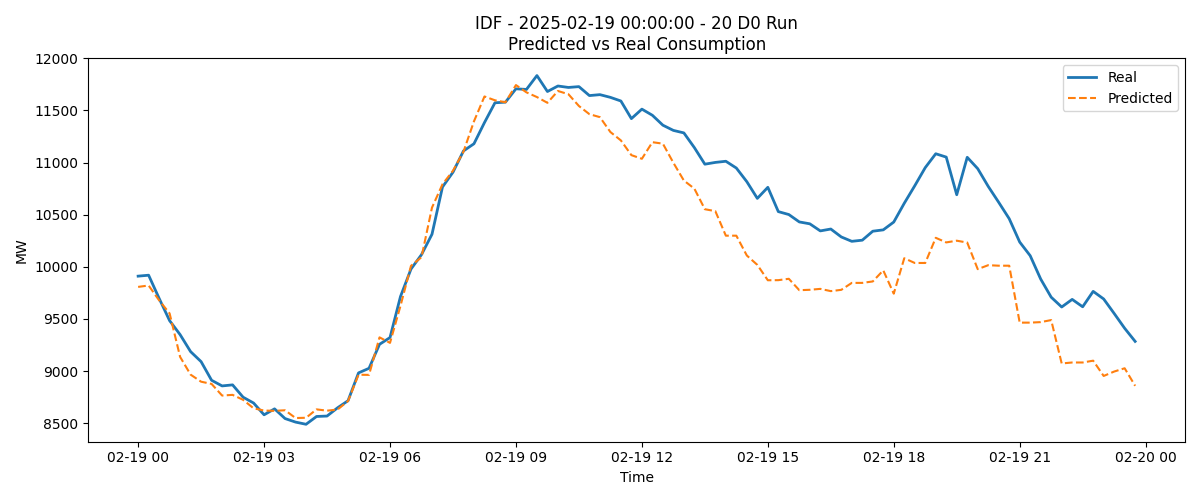 IDF - 2025-02-19 00:00:00 - 20 D0 Run
Predicted vs Real Consumption
Real
Predicted
MW
12000
11500
11000
10500
10000
9500
9000
8500
02-19 00
02-19 03
02-19 06
02-19 09
02-19 12
02-19 15
02-19 18
02-19 21
02-20 00
Time